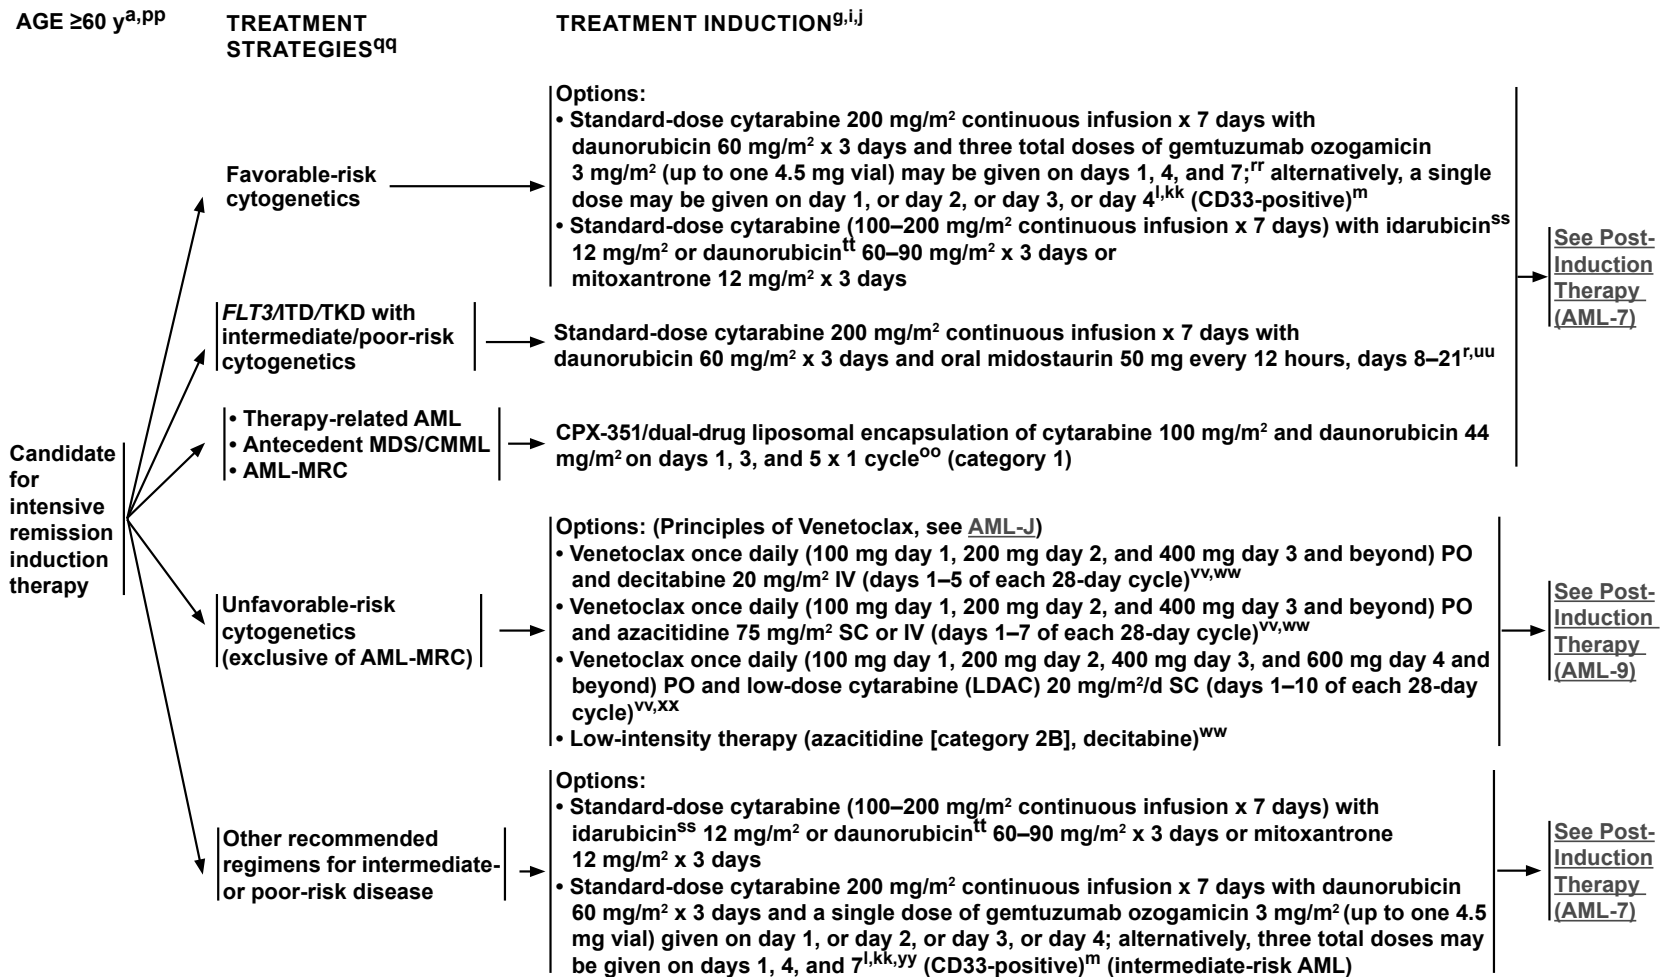 AGE ≥60 y^a,pp
TREATMENT
STRATEGIES^qq
TREATMENT INDUCTION^g,i,j
Candidate
for
intensive
remission
induction
therapy
Favorable-risk
cytogenetics
Options:
• Standard-dose cytarabine 200 mg/m² continuous infusion x 7 days with
daunorubicin 60 mg/m² x 3 days and three total doses of gemtuzumab ozogamicin
3 mg/m² (up to one 4.5 mg vial) may be given on days 1, 4, and 7;^rr alternatively, a single
dose may be given on day 1, or day 2, or day 3, or day 4^l,kk (CD33-positive)^m
• Standard-dose cytarabine (100–200 mg/m² continuous infusion x 7 days) with idarubicin^ss
12 mg/m² or daunorubicin^tt 60–90 mg/m² x 3 days or
mitoxantrone 12 mg/m² x 3 days
FLT3/ITD/TKD with
intermediate/poor-risk
cytogenetics
Standard-dose cytarabine 200 mg/m² continuous infusion x 7 days with
daunorubicin 60 mg/m² x 3 days and oral midostaurin 50 mg every 12 hours, days 8–21^r,uu
• Therapy-related AML
• Antecedent MDS/CMML
• AML-MRC
CPX-351/dual-drug liposomal encapsulation of cytarabine 100 mg/m² and daunorubicin 44
mg/m² on days 1, 3, and 5 x 1 cycle^oo (category 1)
See Post-
Induction
Therapy
(AML-7)
Unfavorable-risk
cytogenetics
(exclusive of AML-MRC)
Options: (Principles of Venetoclax, see AML-J)
• Venetoclax once daily (100 mg day 1, 200 mg day 2, and 400 mg day 3 and beyond) PO
and decitabine 20 mg/m² IV (days 1–5 of each 28-day cycle)^vv,ww
• Venetoclax once daily (100 mg day 1, 200 mg day 2, and 400 mg day 3 and beyond) PO
and azacitidine 75 mg/m² SC or IV (days 1–7 of each 28-day cycle)^vv,ww
• Venetoclax once daily (100 mg day 1, 200 mg day 2, 400 mg day 3, and 600 mg day 4 and
beyond) PO and low-dose cytarabine (LDAC) 20 mg/m²/d SC (days 1–10 of each 28-day
cycle)^vv,xx
• Low-intensity therapy (azacitidine [category 2B], decitabine)^ww
See Post-
Induction
Therapy
(AML-9)
Other recommended
regimens for intermediate-
or poor-risk disease
Options:
• Standard-dose cytarabine (100–200 mg/m² continuous infusion x 7 days) with
idarubicin^ss 12 mg/m² or daunorubicin^tt 60–90 mg/m² x 3 days or mitoxantrone
12 mg/m² x 3 days
• Standard-dose cytarabine 200 mg/m² continuous infusion x 7 days with daunorubicin
60 mg/m² x 3 days and a single dose of gemtuzumab ozogamicin 3 mg/m² (up to one 4.5
mg vial) given on day 1, or day 2, or day 3, or day 4; alternatively, three total doses may
be given on days 1, 4, and 7^l,kk,yy (CD33-positive)^m (intermediate-risk AML)
See Post-
Induction
Therapy
(AML-7)